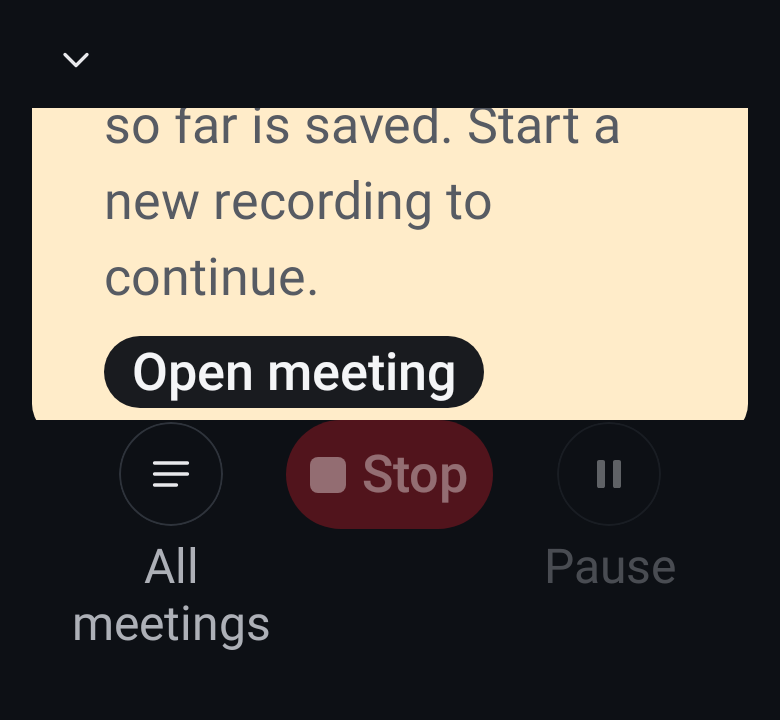 so far is saved. Start a
new recording to
continue.
Open meeting
Stop
All
meetings
Pause